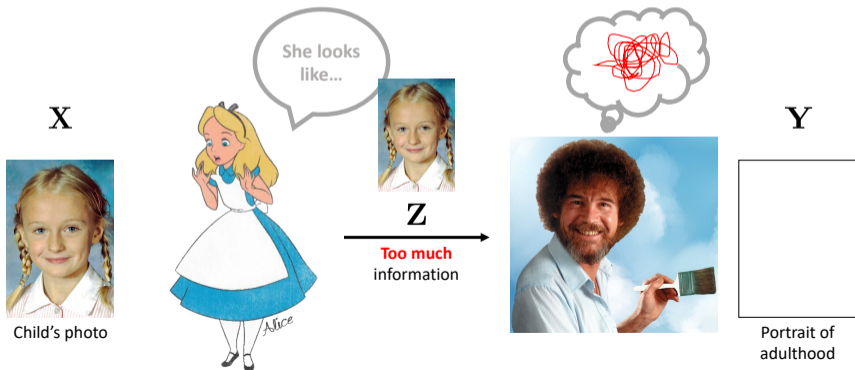 She looks
like...
X
Z
Y
Too much
information
Alice
Child's photo
Portrait of
adulthood